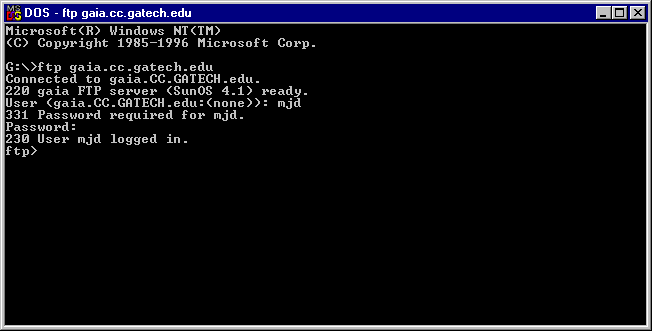 DOS - ftp gaia.cc.gatech.edu
Microsoft(R) Windows NT(TM)
(C) Copyright 1985-1996 Microsoft Corp.
G:\>ftp gaia.cc.gatech.edu
Connected to gaia.CC.GATECH.edu.
220 gaia FTP server (SunOS 4.1) ready.
User (gaia.CC.GATECH.edu:(none)): mjd
331 Password required for mjd.
Password:
230 User mjd logged in.
ftp>